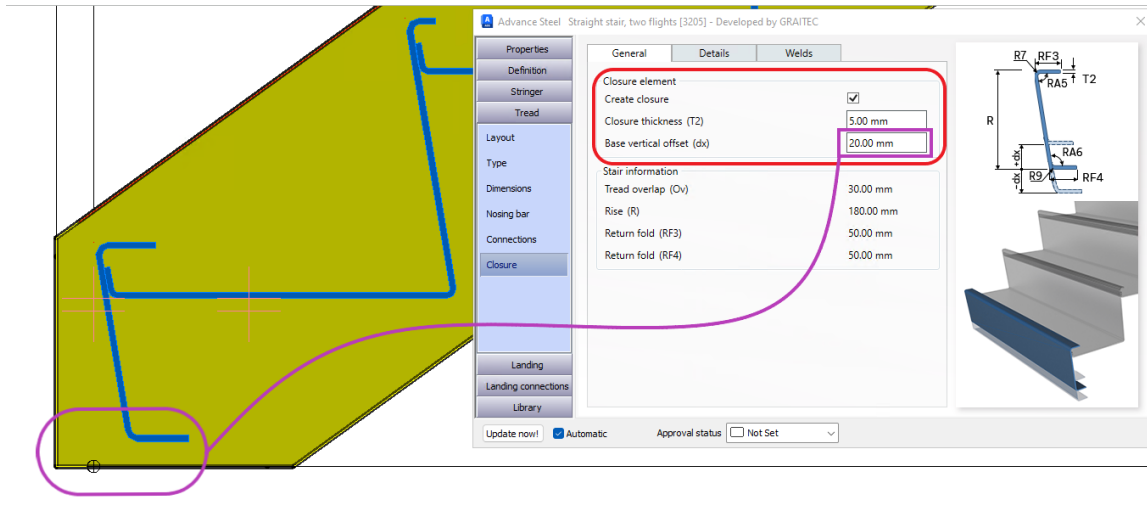 Advance Steel Straight stair, two flights [3205] - Developed by GRAITEC
Properties
Definition
Stringer
Tread
Layout
Type
Dimensions
Nosing bar
Connections
Closure
Landing
Landing connections
Library
General Details Welds
Closure element
Create closure
Closure thickness (T2) 5.00 mm
Base vertical offset (dx) 20.00 mm
Stair information
Tread overlap (Ov) 30.00 mm
Rise (R) 180.00 mm
Return fold (RF3) 50.00 mm
Return fold (RF4) 50.00 mm
R7 RF3
RA5 T2
R
+dx RA6
-dx R9 RF4
Update now! Automatic Approval status Not Set